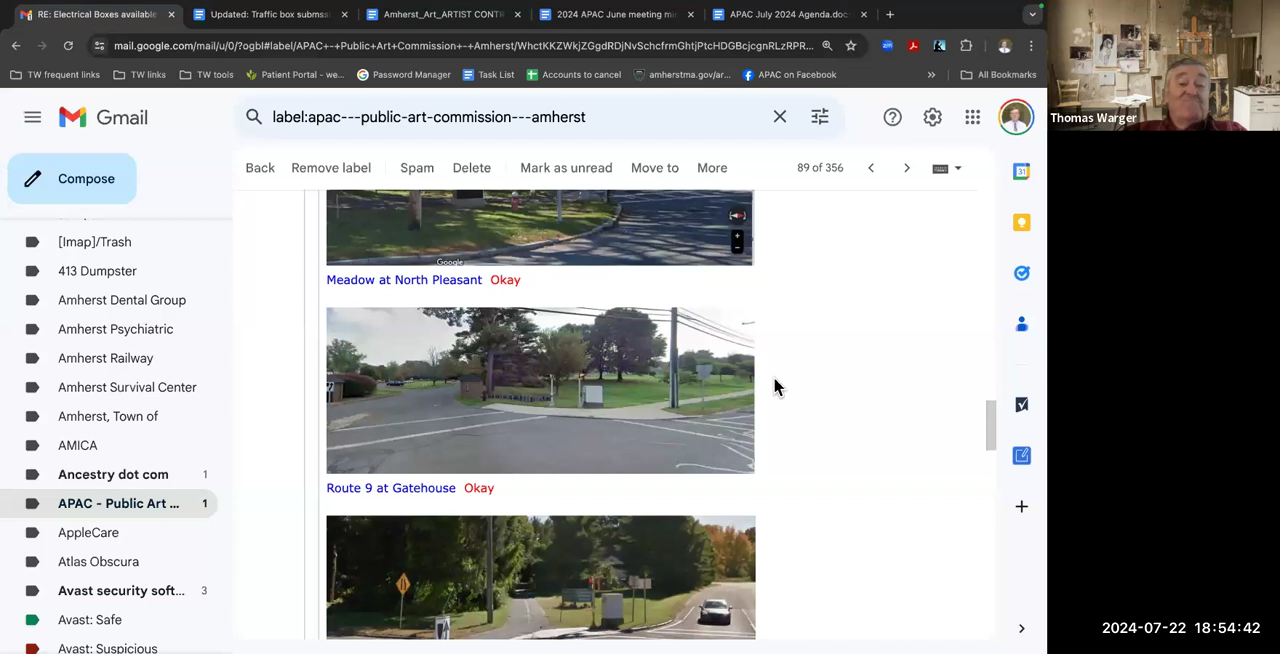 RE: Electrical Boxes available
Updated: Traffic box submssi
Amherst_Art_ARTIST CONTR
2024 APAC June meeting mi
APAC July 2024 Agenda.doc
mail.google.com/mail/u/0/?ogbl#label/APAC+-+Public+Art+Commission+-+Amherst/WhctKKZWkjZGgdRDjNvSchcfrmGhtjPtcHDGBcjcgnRLzRPR...
TW frequent links
TW links
TW tools
Patient Portal - we...
Password Manager
Task List
Accounts to cancel
amherstma.gov/ar...
APAC on Facebook
»
All Bookmarks
Thomas Warger
Gmail
label:apac---public-art-commission---amherst
Compose
Back
Remove label
Spam
Delete
Mark as unread
Move to
More
89 of 356
31
[Imap]/Trash
413 Dumpster
Amherst Dental Group
Amherst Psychiatric
Amherst Railway
Amherst Survival Center
Amherst, Town of
AMICA
Ancestry dot com 1
APAC - Public Art ... 1
AppleCare
Atlas Obscura
Avast security soft... 3
Avast: Safe
Avast: Suspicious
Google
Meadow at North Pleasant Okay
Route 9 at Gatehouse Okay
2024-07-22 18:54:42